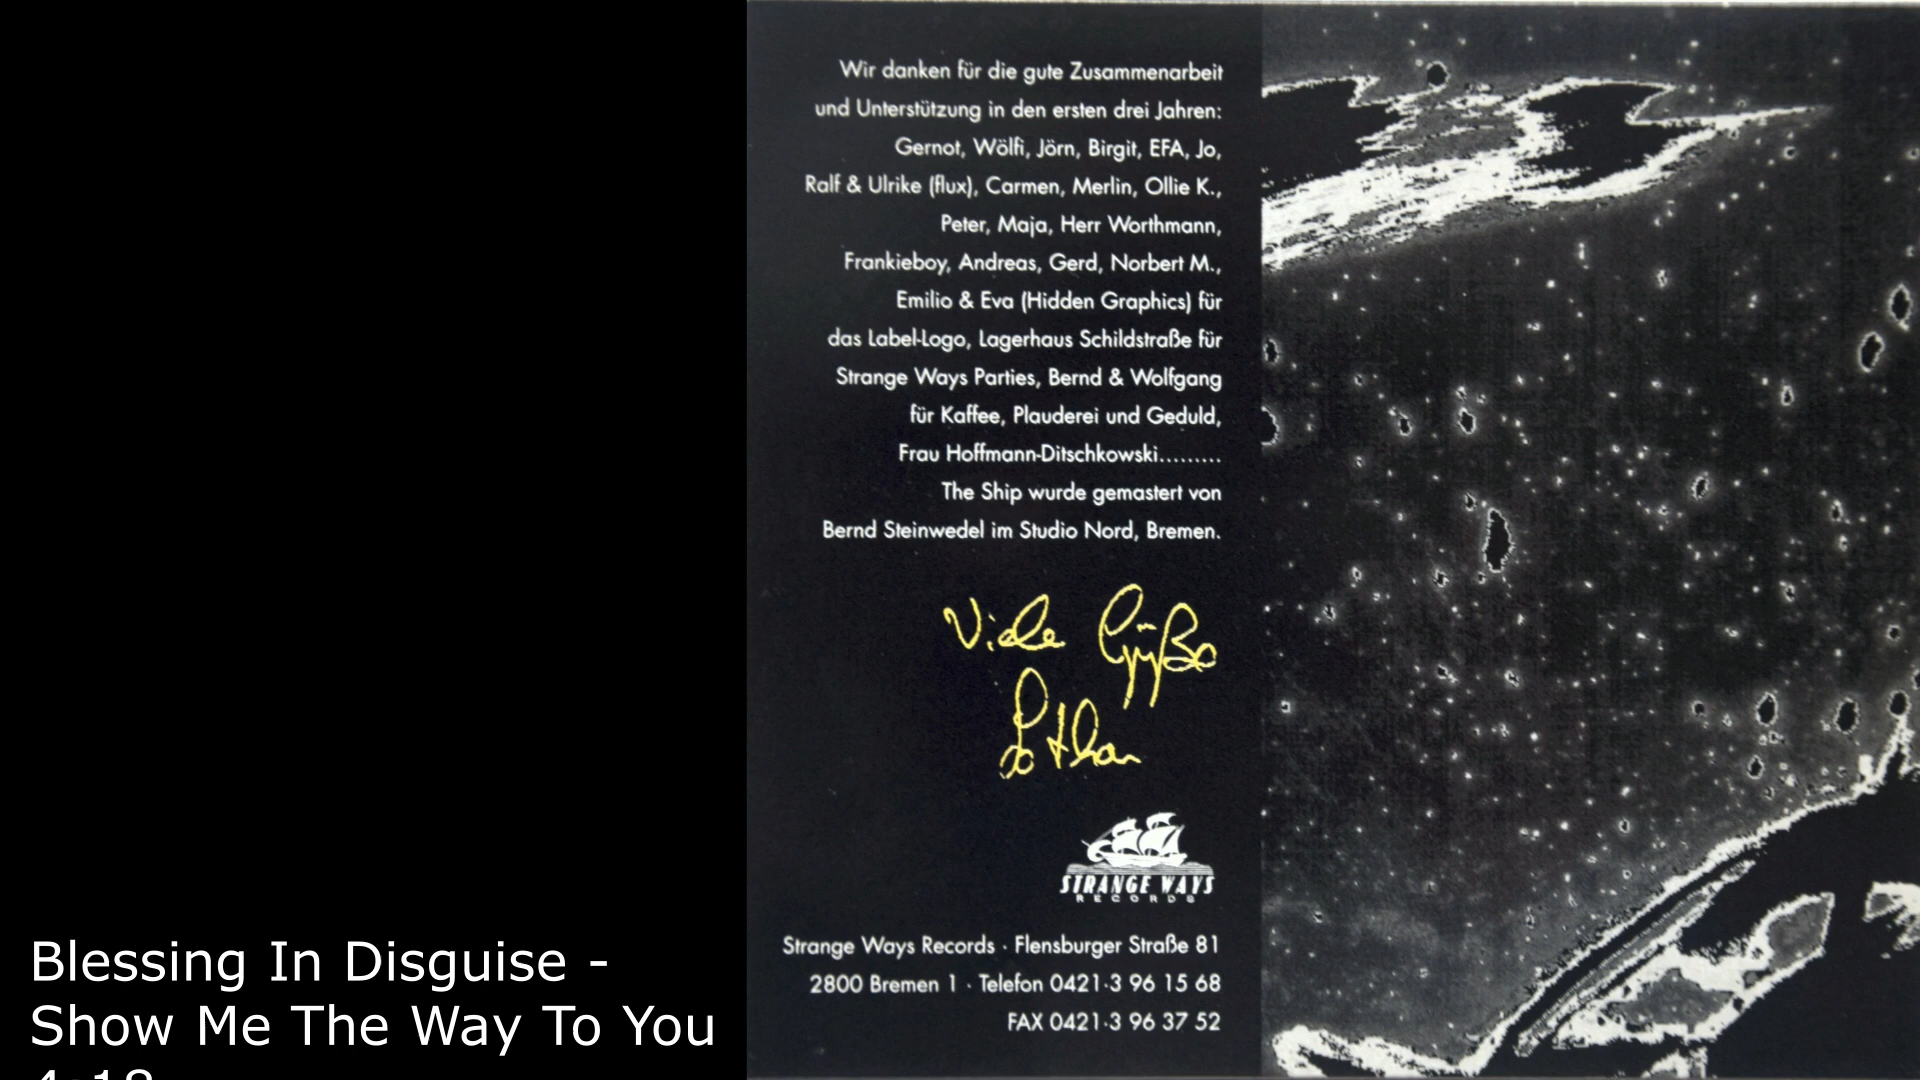 Wir danken für die gute Zusammenarbeit
und Unterstützung in den ersten drei Jahren:
Gernot, Wölfi, Jörn, Birgit, EFA, Jo,
Ralf & Ulrike (flux), Carmen, Merlin, Ollie K.,
Peter, Maja, Herr Worthmann,
Frankieboy, Andreas, Gerd, Norbert M.,
Emilio & Eva (Hidden Graphics) für
das Label-Logo, Lagerhaus Schildstraße für
Strange Ways Parties, Bernd & Wolfgang
für Kaffee, Plauderei und Geduld,
Frau Hoffmann-Ditschkowski.........
The Ship wurde gemastert von
Bernd Steinwedel im Studio Nord, Bremen.
Viele Grüße
Lothar
STRANGE WAYS
RECORDS
Strange Ways Records · Flensburger Straße 81
2800 Bremen 1 · Telefon 0421·3 96 15 68
FAX 0421·3 96 37 52
Blessing In Disguise -
Show Me The Way To You